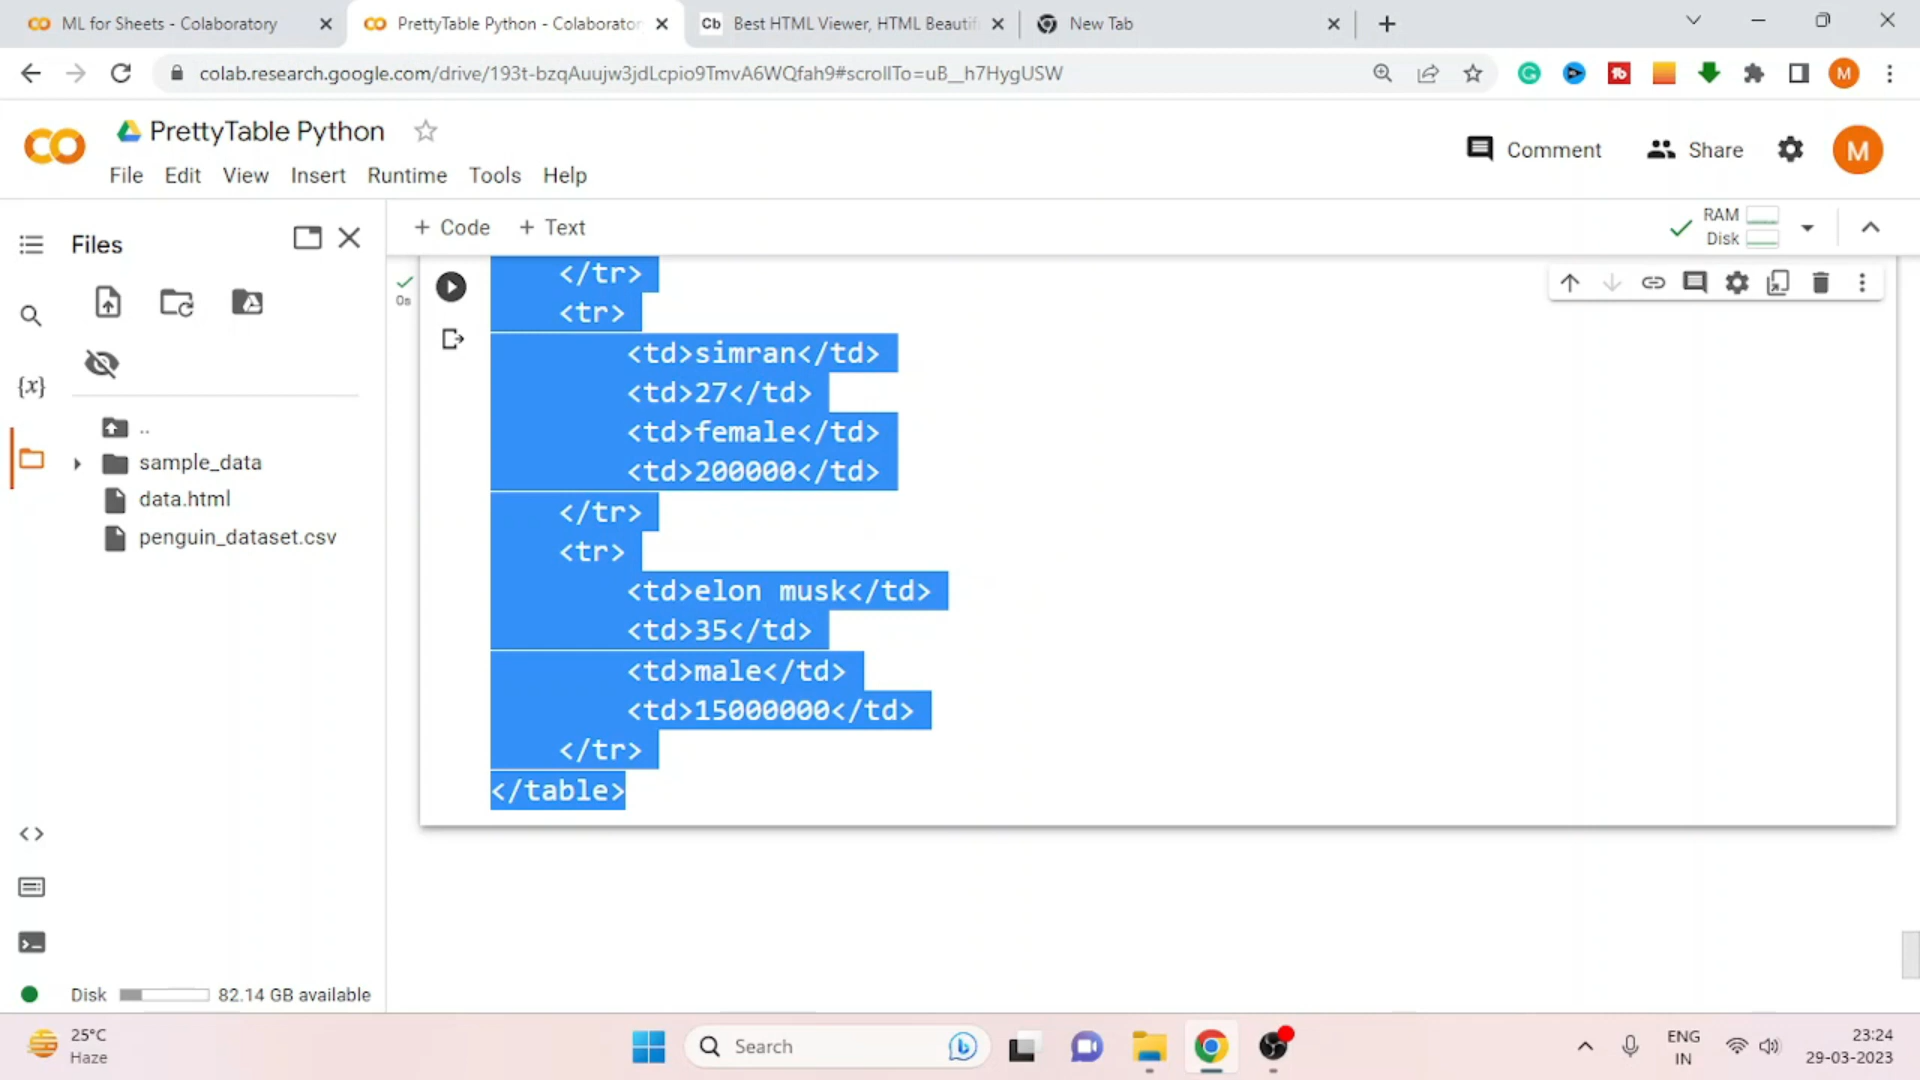 ML for Sheets - Colaboratory
PrettyTable Python - Colaborator
Cb
Best HTML Viewer, HTML Beautif
New Tab
colab.research.google.com/drive/193t-bzqAuujw3jdLcpio9TmvA6WQfah9#scrollTo=uB__h7HygUSW
M
CO
PrettyTable Python
File Edit View Insert Runtime Tools Help
Comment
Share
M
Files
+ Code + Text
RAM
Disk
{x}
..
sample_data
data.html
penguin_dataset.csv
0s
</tr>
<tr>
<td>simran</td>
<td>27</td>
<td>female</td>
<td>200000</td>
</tr>
<tr>
<td>elon musk</td>
<td>35</td>
<td>male</td>
<td>15000000</td>
</tr>
</table>
Disk 82.14 GB available
25°C
Haze
Search
ENG
IN
23:24
29-03-2023